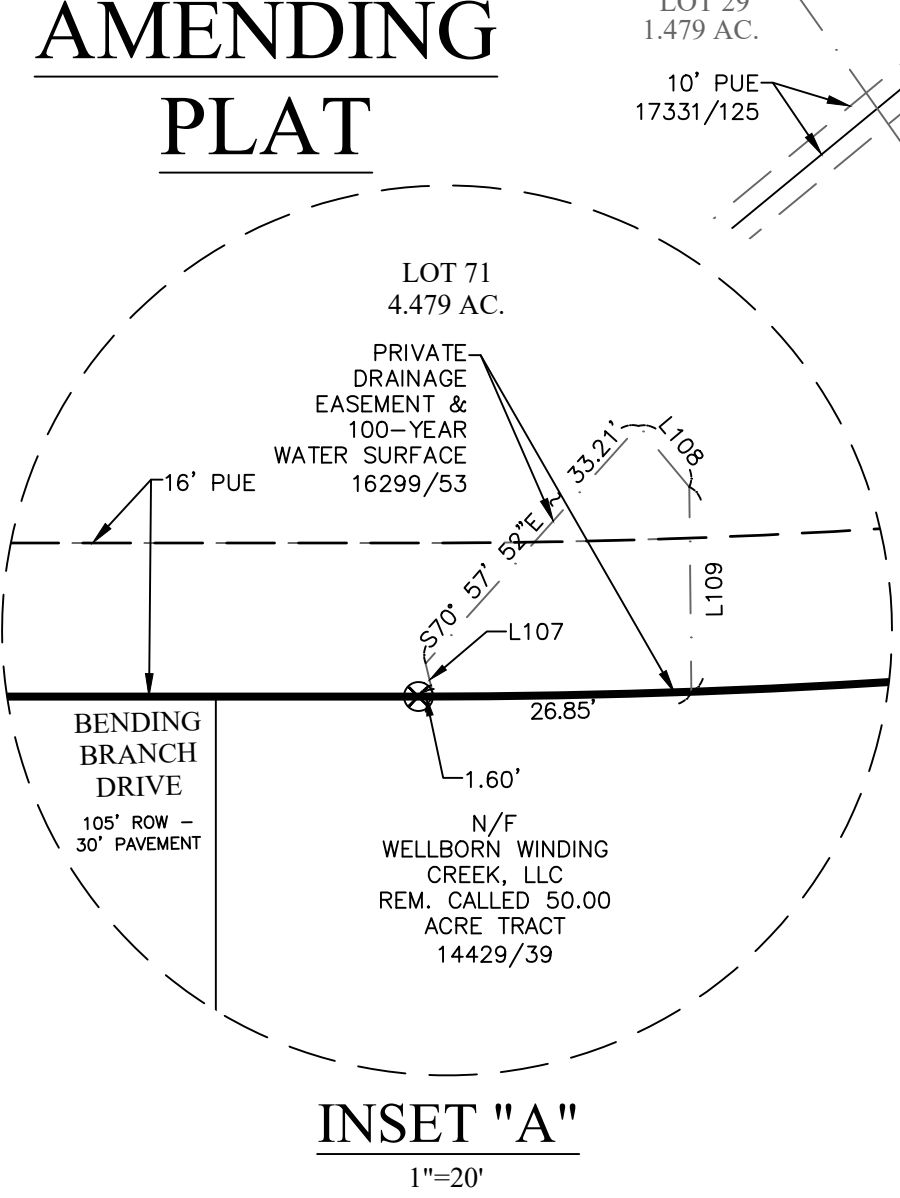 AMENDING
PLAT
LOT 29
1.479 AC.
10' PUE
17331/125
LOT 71
4.479 AC.
PRIVATE
DRAINAGE
EASEMENT &
100-YEAR
WATER SURFACE
16299/53
16' PUE
S70° 57' 52"E ~ 33.21'
L108
L109
L107
26.85'
1.60'
BENDING
BRANCH
DRIVE
105' ROW -
30' PAVEMENT
N/F
WELLBORN WINDING
CREEK, LLC
REM. CALLED 50.00
ACRE TRACT
14429/39
INSET "A"
1"=20'